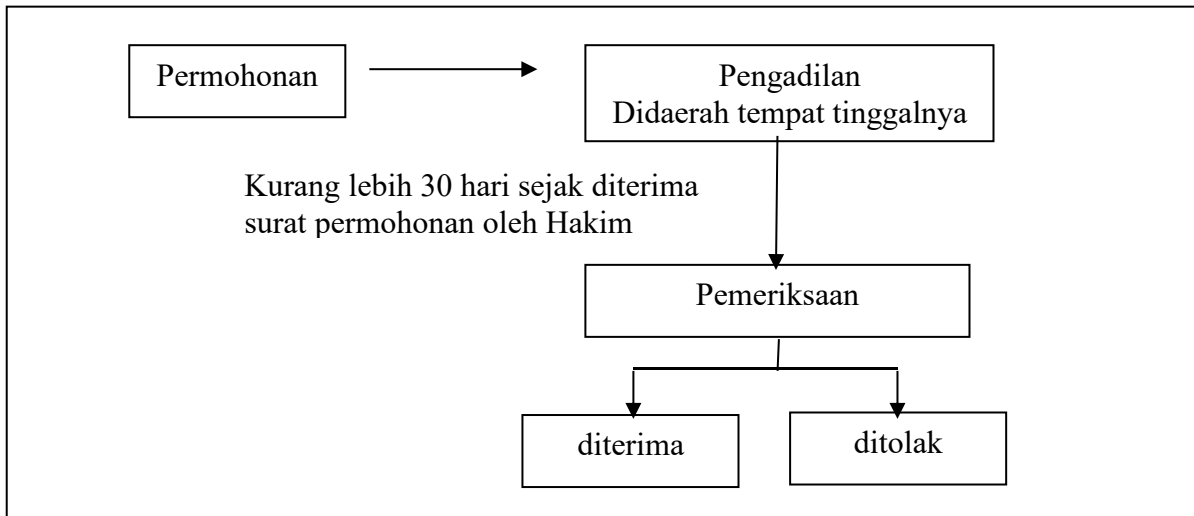 Permohonan
Pengadilan
Didaerah tempat tinggalnya
Kurang lebih 30 hari sejak diterima
surat permohonan oleh Hakim
Pemeriksaan
diterima
ditolak